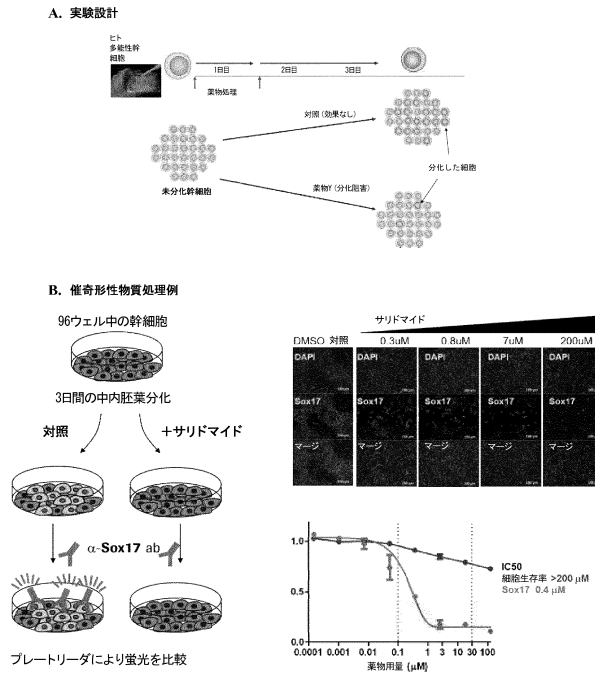 A. 実験設計
ヒト
多能性幹
細胞
1日目
2日目
3日目
薬物処理
対照(効果なし)
分化した細胞
未分化幹細胞
薬物Y(分化阻害)
B. 催奇形性物質処理例
96ウェル中の幹細胞
3日間の中内胚葉分化
対照
+サリドマイド
α-Sox17 ab
プレートリーダにより蛍光を比較
サリドマイド
DMSO 対照
0.3uM
0.8uM
7uM
200uM
DAPI
DAPI
DAPI
DAPI
DAPI
Sox17
Sox17
Sox17
Sox17
Sox17
マージ
マージ
マージ
マージ
マージ
1.0
0.5
0
0.0001
0.001
0.01
0.1
1
3
10
30
100
IC50
細胞生存率 >200 μM
Sox17 0.4 μM
薬物用量 (μM)